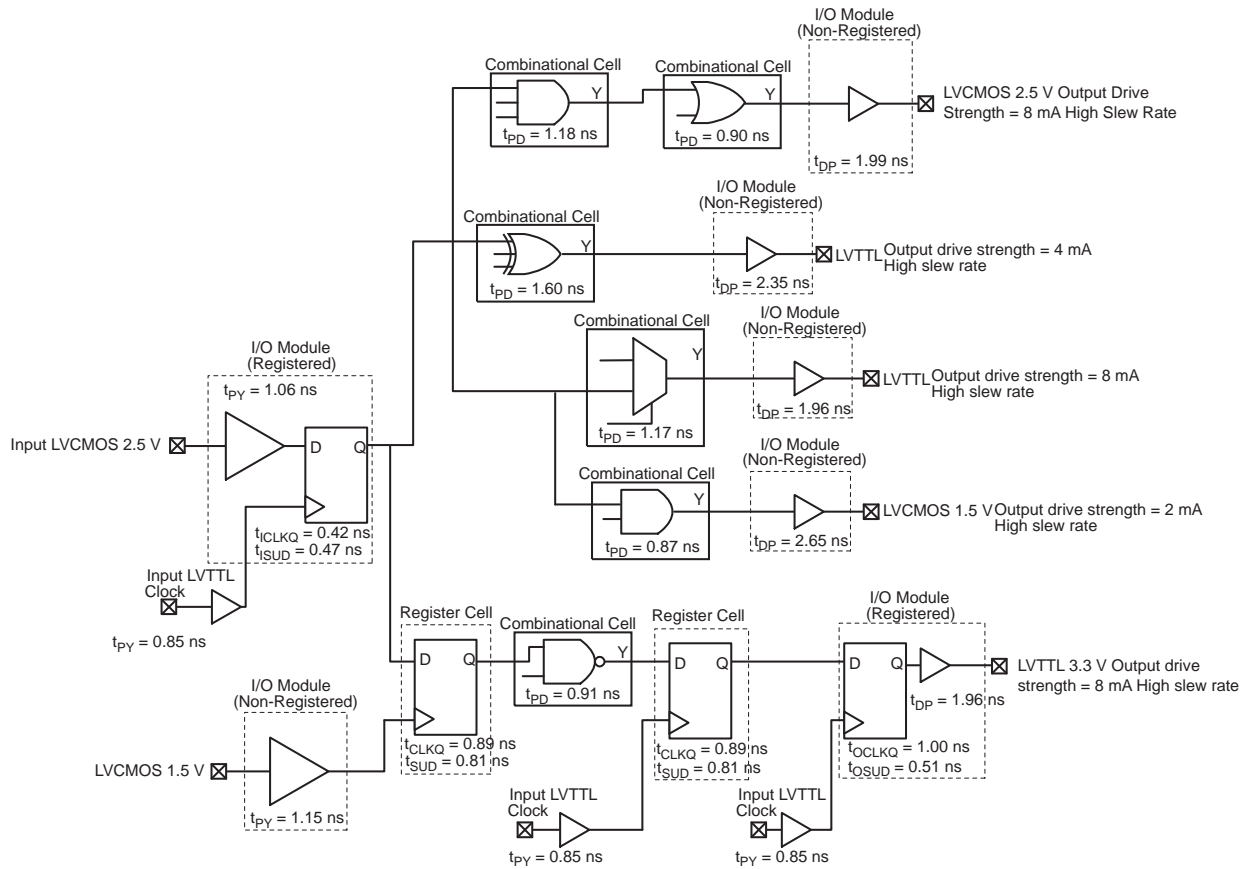 I/O Module
(Non-Registered)
Combinational Cell
Y
tPD = 1.18 ns
Combinational Cell
Y
tPD = 0.90 ns
tDP = 1.99 ns
LVCMOS 2.5 V Output Drive
Strength = 8 mA High Slew Rate
I/O Module
(Non-Registered)
Combinational Cell
Y
tPD = 1.60 ns
tDP = 2.35 ns
LVTTL Output drive strength = 4 mA
High slew rate
Combinational Cell
Y
tPD = 1.17 ns
I/O Module
(Non-Registered)
tDP = 1.96 ns
LVTTL Output drive strength = 8 mA
High slew rate
I/O Module
(Registered)
tPY = 1.06 ns
Input LVCMOS 2.5 V
D
Q
tICLKQ = 0.42 ns
tISUD = 0.47 ns
Input LVTTL
Clock
tPY = 0.85 ns
Combinational Cell
Y
tPD = 0.87 ns
I/O Module
(Non-Registered)
tDP = 2.65 ns
LVCMOS 1.5 V Output drive strength = 2 mA
High slew rate
I/O Module
(Non-Registered)
LVCMOS 1.5 V
tPY = 1.15 ns
Register Cell
D
Q
tCLKQ = 0.89 ns
tSUD = 0.81 ns
Combinational Cell
Y
tPD = 0.91 ns
Register Cell
D
Q
tCLKQ = 0.89 ns
tSUD = 0.81 ns
Input LVTTL
Clock
tPY = 0.85 ns
I/O Module
(Registered)
D
Q
tDP = 1.96 ns
tOCLKQ = 1.00 ns
tOSUD = 0.51 ns
Input LVTTL
Clock
tPY = 0.85 ns
LVTTL 3.3 V Output drive
strength = 8 mA High slew rate